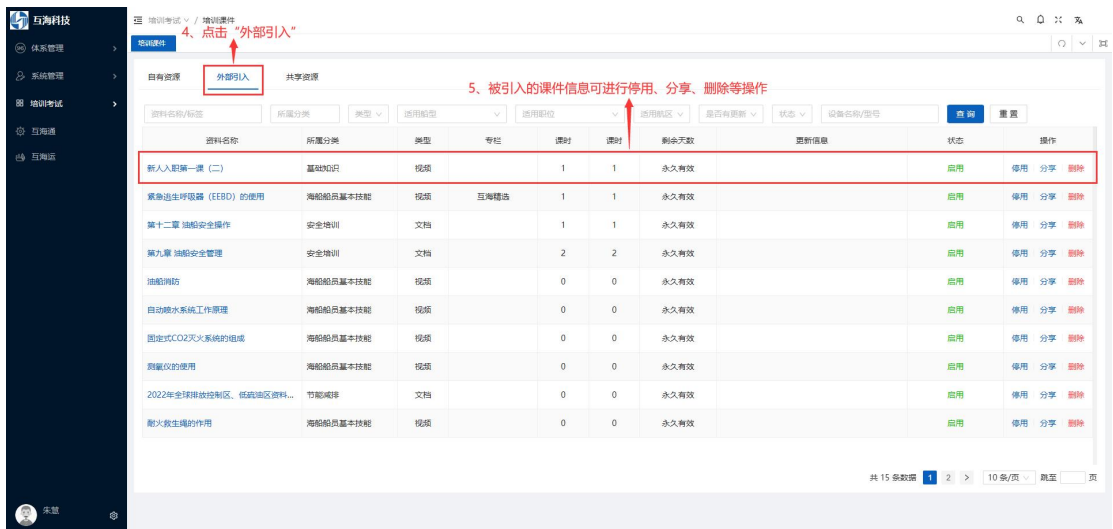 互海科技
培训考试 / 培训课件
4、点击“外部引入”
体系管理
培训课件
系统管理
自有资源 外部引入 共享资源
5、被引入的课件信息可进行停用、分享、删除等操作
培训考试
资料名称/标签 所属分类 类型 适用船型 适用职位 适用航区 是否有更新 状态 设备名称/型号 查询 重置
互海通
资料名称 所属分类 类型 专栏 课时 课时 剩余天数 更新信息 状态 操作
互海运
新人入职第一课（二） 基础知识 视频 1 1 永久有效 启用 停用 分享 删除
紧急逃生呼吸器（EEBD）的使用 海船船员基本技能 视频 互海精选 1 1 永久有效 启用 停用 分享 删除
第十二章 油船安全操作 安全培训 文档 1 1 永久有效 启用 停用 分享 删除
第九章 油船安全管理 安全培训 文档 2 2 永久有效 启用 停用 分享 删除
油船消防 海船船员基本技能 视频 0 0 永久有效 启用 停用 分享 删除
自动喷水系统工作原理 海船船员基本技能 视频 0 0 永久有效 启用 停用 分享 删除
固定式CO2灭火系统的组成 海船船员基本技能 视频 0 0 永久有效 启用 停用 分享 删除
测氧仪的使用 海船船员基本技能 视频 0 0 永久有效 启用 停用 分享 删除
2022年全球排放控制区、低硫油区资料... 节能减排 文档 0 0 永久有效 启用 停用 分享 删除
耐火救生绳的作用 海船船员基本技能 视频 0 0 永久有效 启用 停用 分享 删除
共 15 条数据 1 2 > 10 条/页 跳至 页
朱慧